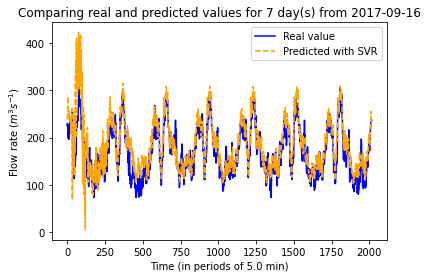 Comparing real and predicted values for 7 day(s) from 2017-09-16
Real value
Predicted with SVR
Flow rate (m³s⁻¹)
400
300
200
100
0
0 250 500 750 1000 1250 1500 1750 2000
Time (in periods of 5.0 min)